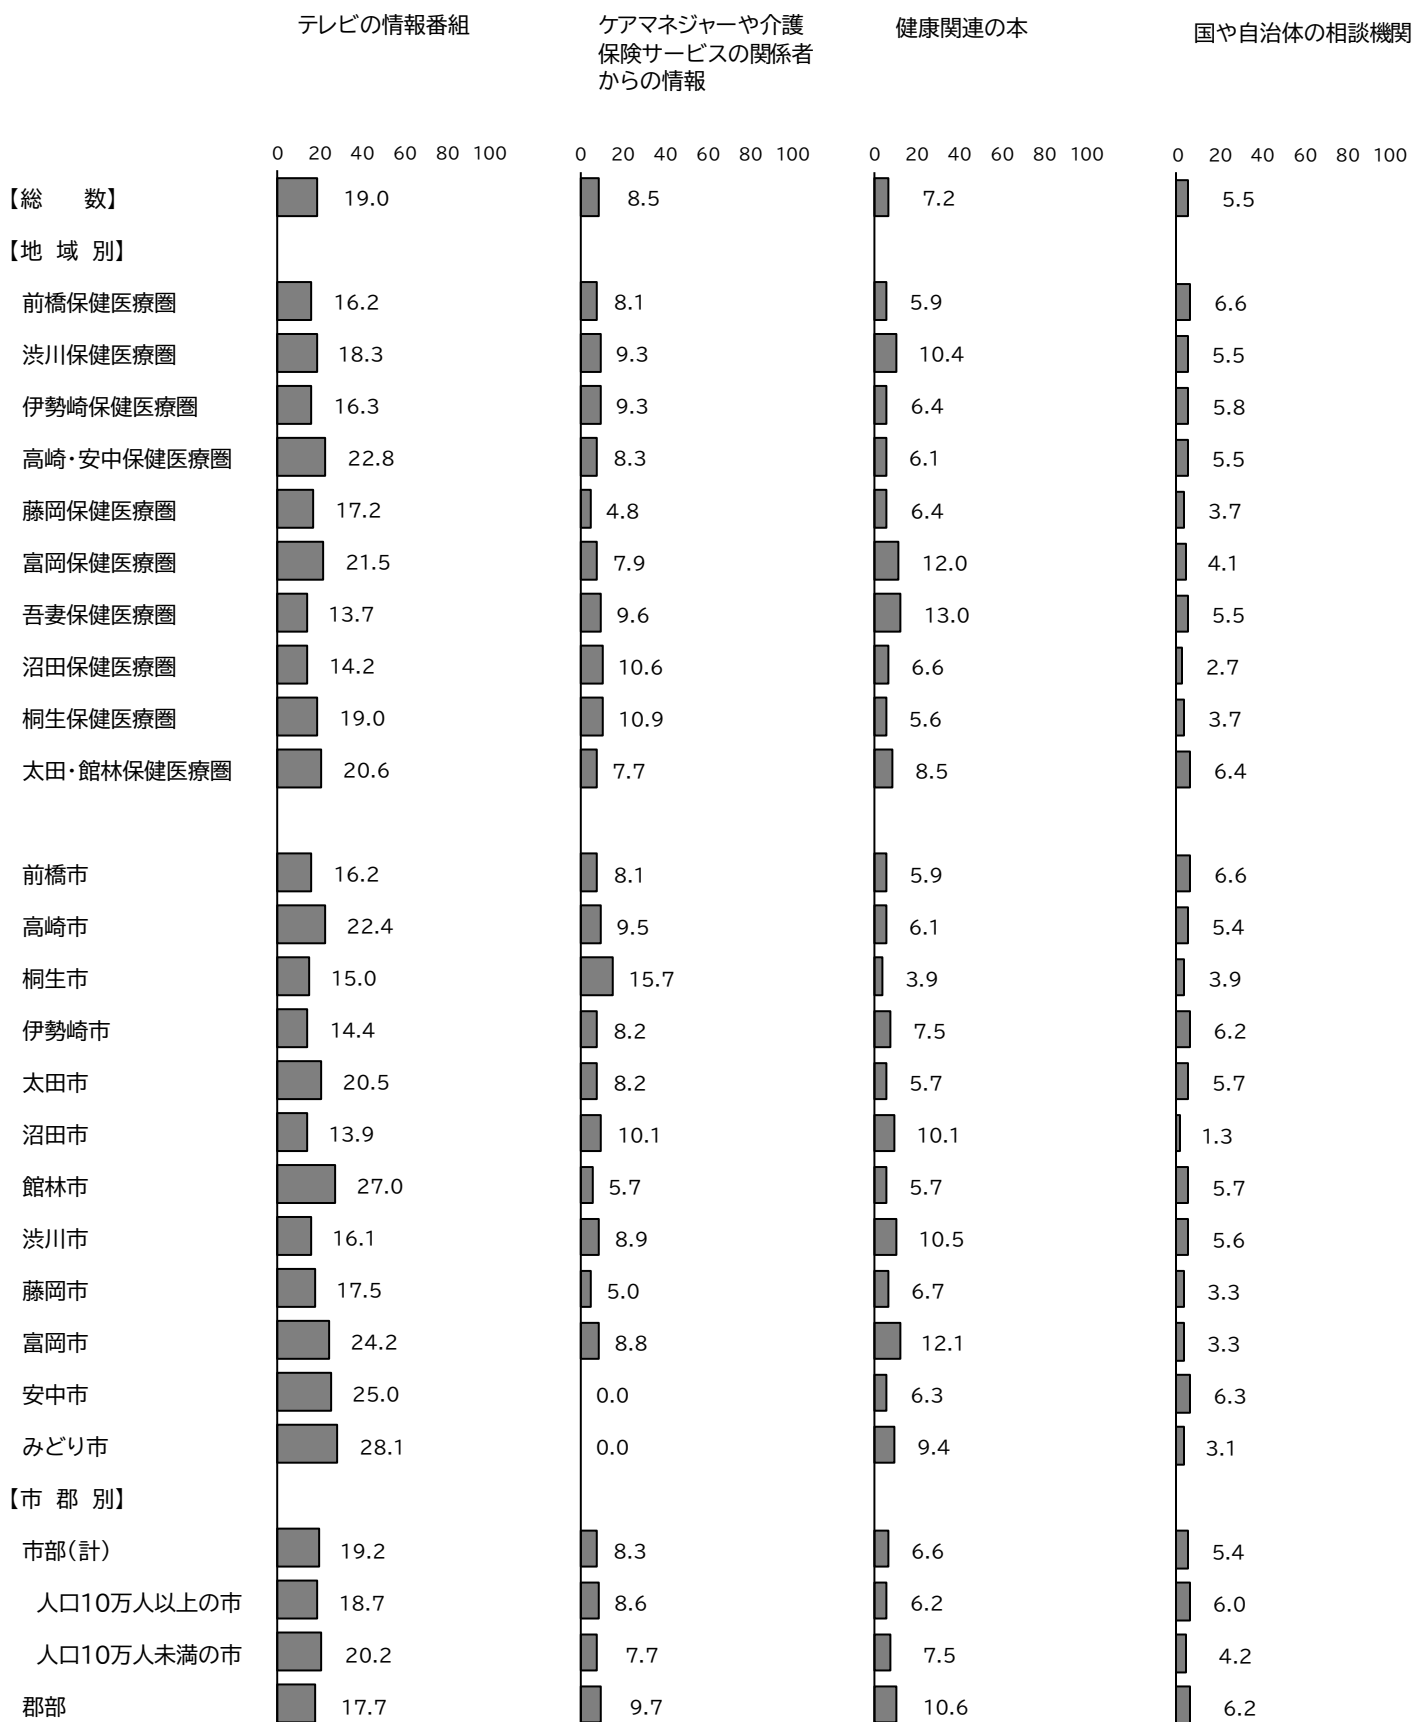 テレビの情報番組
ケアマネジャーや介護
保険サービスの関係者
からの情報
健康関連の本
国や自治体の相談機関
0 20 40 60 80 100 0 20 40 60 80 100 0 20 40 60 80 100 0 20 40 60 80 100
【総　数】 19.0 8.5 7.2 5.5
【地 域 別】
前橋保健医療圏 16.2 8.1 5.9 6.6
渋川保健医療圏 18.3 9.3 10.4 5.5
伊勢崎保健医療圏 16.3 9.3 6.4 5.8
高崎・安中保健医療圏 22.8 8.3 6.1 5.5
藤岡保健医療圏 17.2 4.8 6.4 3.7
富岡保健医療圏 21.5 7.9 12.0 4.1
吾妻保健医療圏 13.7 9.6 13.0 5.5
沼田保健医療圏 14.2 10.6 6.6 2.7
桐生保健医療圏 19.0 10.9 5.6 3.7
太田・館林保健医療圏 20.6 7.7 8.5 6.4
前橋市 16.2 8.1 5.9 6.6
高崎市 22.4 9.5 6.1 5.4
桐生市 15.0 15.7 3.9 3.9
伊勢崎市 14.4 8.2 7.5 6.2
太田市 20.5 8.2 5.7 5.7
沼田市 13.9 10.1 10.1 1.3
館林市 27.0 5.7 5.7 5.7
渋川市 16.1 8.9 10.5 5.6
藤岡市 17.5 5.0 6.7 3.3
富岡市 24.2 8.8 12.1 3.3
安中市 25.0 0.0 6.3 6.3
みどり市 28.1 0.0 9.4 3.1
【市 郡 別】
市部（計） 19.2 8.3 6.6 5.4
人口10万人以上の市 18.7 8.6 6.2 6.0
人口10万人未満の市 20.2 7.7 7.5 4.2
郡部 17.7 9.7 10.6 6.2